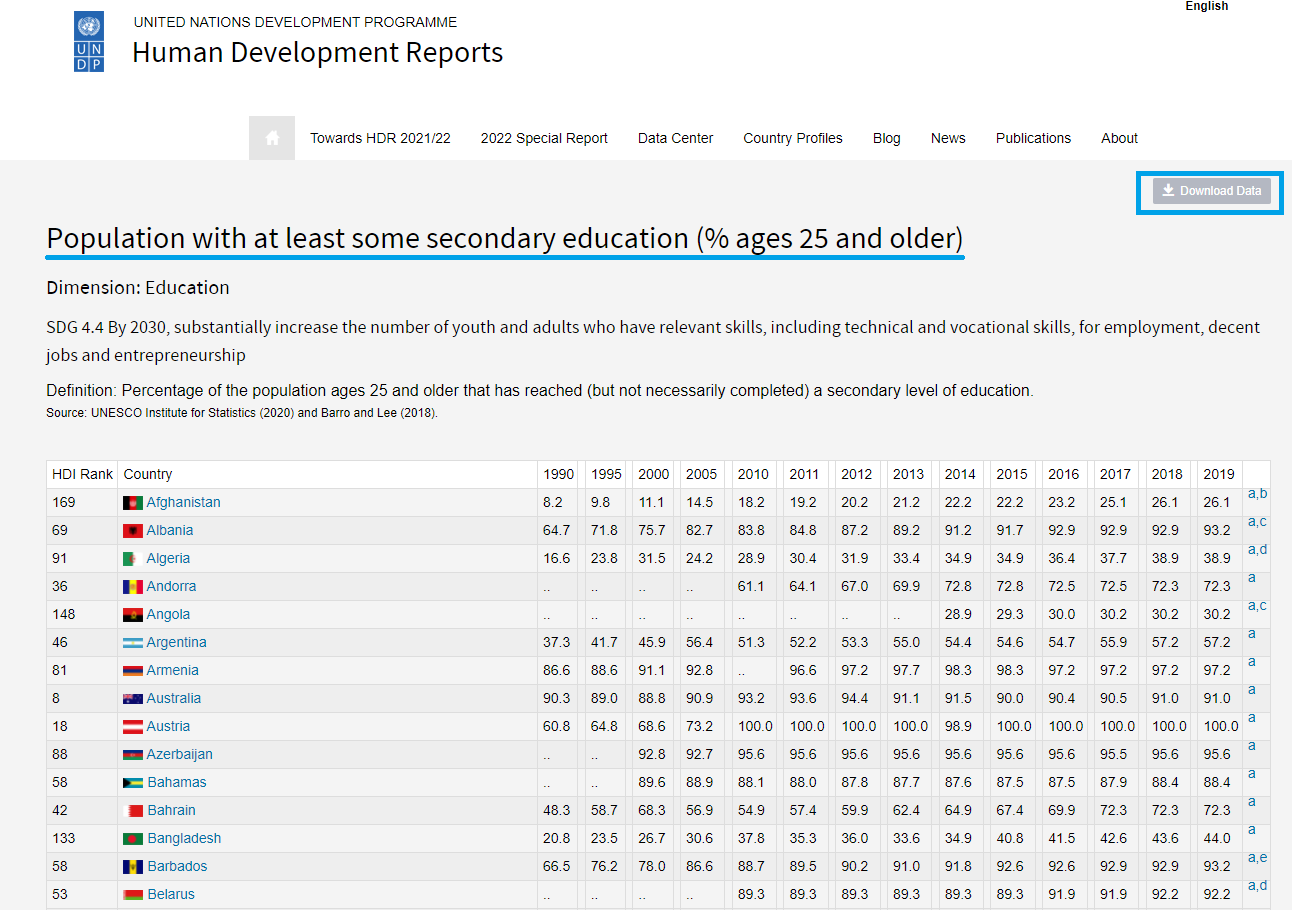 English
UNITED NATIONS DEVELOPMENT PROGRAMME
Human Development Reports
U N
D P
Towards HDR 2021/22 2022 Special Report Data Center Country Profiles Blog News Publications About
Download Data
Population with at least some secondary education (% ages 25 and older)
Dimension: Education
SDG 4.4 By 2030, substantially increase the number of youth and adults who have relevant skills, including technical and vocational skills, for employment, decent
jobs and entrepreneurship
Definition: Percentage of the population ages 25 and older that has reached (but not necessarily completed) a secondary level of education.
Source: UNESCO Institute for Statistics (2020) and Barro and Lee (2018).
HDI Rank Country 1990 1995 2000 2005 2010 2011 2012 2013 2014 2015 2016 2017 2018 2019
169 Afghanistan 8.2 9.8 11.1 14.5 18.2 19.2 20.2 21.2 22.2 22.2 23.2 25.1 26.1 26.1 a,b
69 Albania 64.7 71.8 75.7 82.7 83.8 84.8 87.2 89.2 91.2 91.7 92.9 92.9 92.9 93.2 a,c
91 Algeria 16.6 23.8 31.5 24.2 28.9 30.4 31.9 33.4 34.9 34.9 36.4 37.7 38.9 38.9 a,d
36 Andorra .. .. .. .. 61.1 64.1 67.0 69.9 72.8 72.8 72.5 72.5 72.3 72.3 a
148 Angola .. .. .. .. .. .. .. .. 28.9 29.3 30.0 30.2 30.2 30.2 a,c
46 Argentina 37.3 41.7 45.9 56.4 51.3 52.2 53.3 55.0 54.4 54.6 54.7 55.9 57.2 57.2 a
81 Armenia 86.6 88.6 91.1 92.8 .. 96.6 97.2 97.7 98.3 98.3 97.2 97.2 97.2 97.2 a
8 Australia 90.3 89.0 88.8 90.9 93.2 93.6 94.4 91.1 91.5 90.0 90.4 90.5 91.0 91.0 a
18 Austria 60.8 64.8 68.6 73.2 100.0 100.0 100.0 100.0 98.9 100.0 100.0 100.0 100.0 100.0 a
88 Azerbaijan .. .. 92.8 92.7 95.6 95.6 95.6 95.6 95.6 95.6 95.6 95.5 95.6 95.6 a
58 Bahamas .. .. 89.6 88.9 88.1 88.0 87.8 87.7 87.6 87.5 87.5 87.9 88.4 88.4 a
42 Bahrain 48.3 58.7 68.3 56.9 54.9 57.4 59.9 62.4 64.9 67.4 69.9 72.3 72.3 72.3 a
133 Bangladesh 20.8 23.5 26.7 30.6 37.8 35.3 36.0 33.6 34.9 40.8 41.5 42.6 43.6 44.0 a
58 Barbados 66.5 76.2 78.0 86.6 88.7 89.5 90.2 91.0 91.8 92.6 92.6 92.9 92.9 93.2 a,e
53 Belarus .. .. .. .. 89.3 89.3 89.3 89.3 89.3 89.3 91.9 91.9 92.2 92.2 a,d